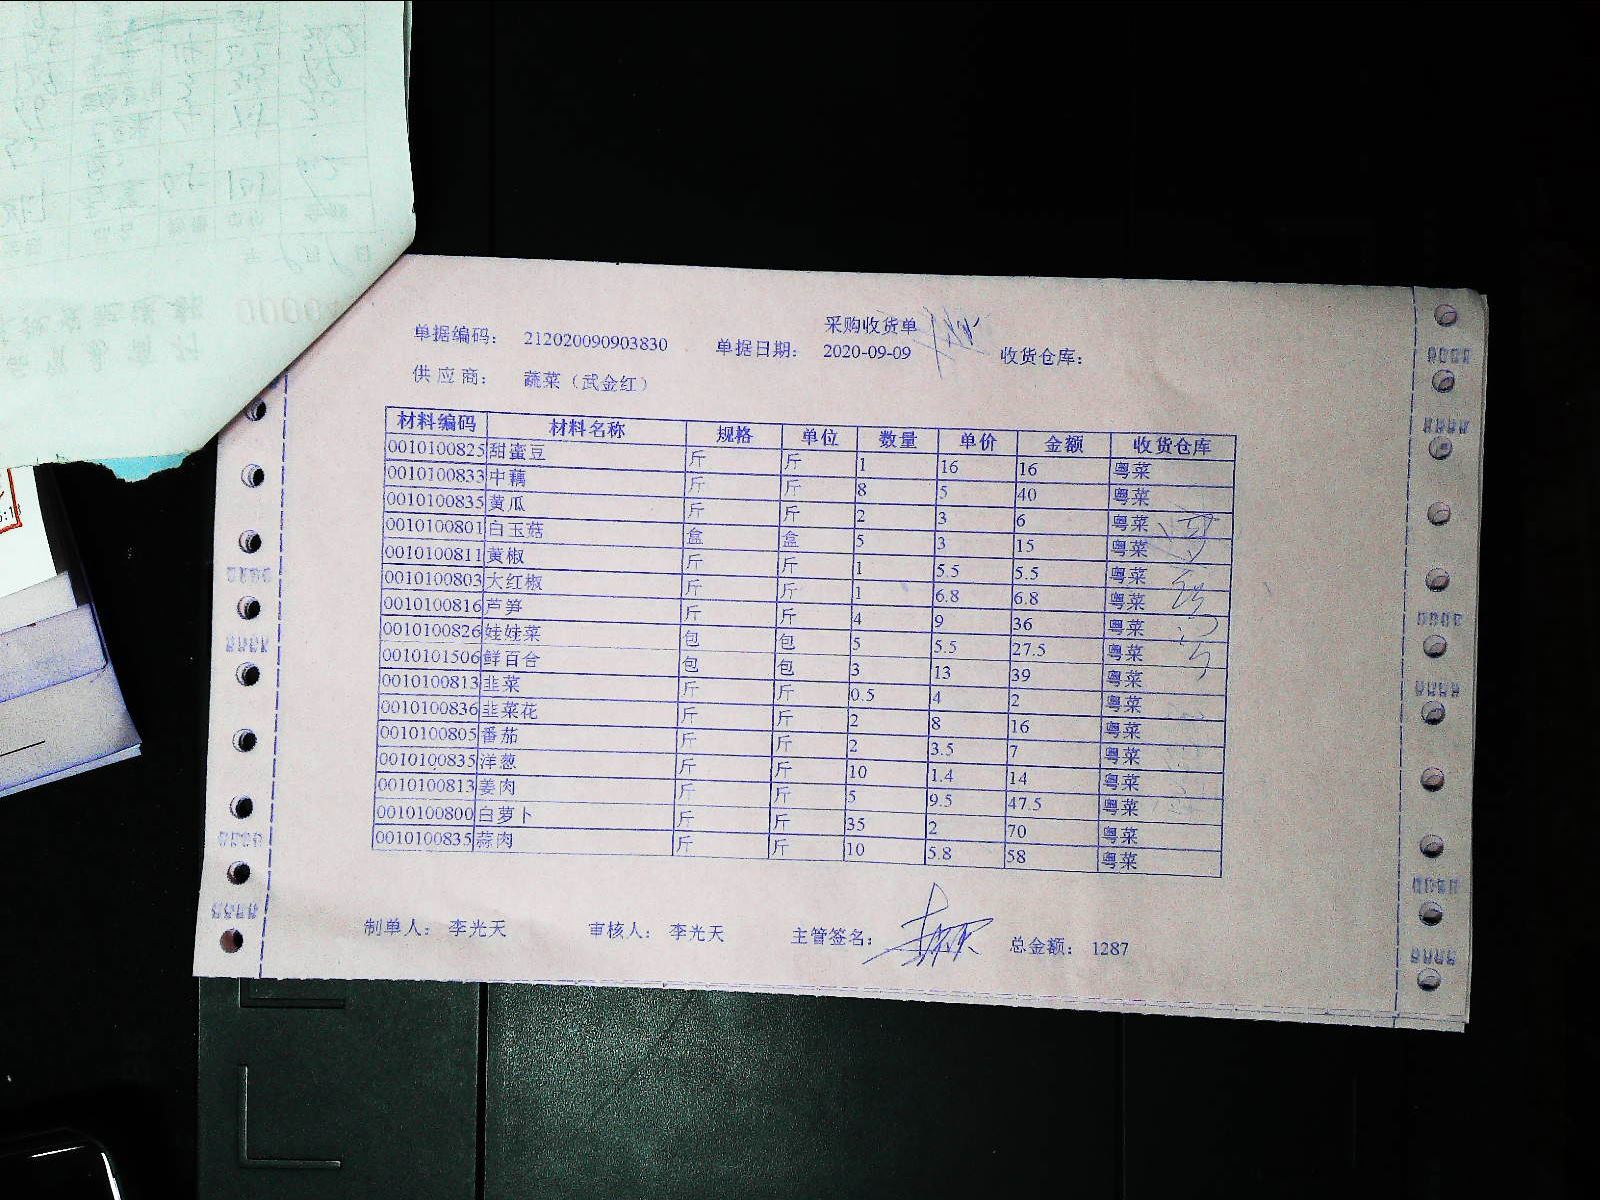 采购收货单
单据编码: 212020090903830 单据日期: 2020-09-09 收货仓库:
供应商: 蔬菜(武金红)
材料编码 材料名称 规格 单位 数量 单价 金额 收货仓库
0010100825 甜蜜豆 斤 斤 1 16 16 粤菜
0010100833 中藕 斤 斤 8 5 40 粤菜
0010100835 黄瓜 斤 斤 2 3 6 粤菜
0010100801 白玉菇 盒 盒 5 3 15 粤菜
0010100811 黄椒 斤 斤 1 5.5 5.5 粤菜
0010100803 大红椒 斤 斤 1 6.8 6.8 粤菜
0010100816 芦笋 斤 斤 4 9 36 粤菜
0010100826 娃娃菜 包 包 5 5.5 27.5 粤菜
0010101506 鲜百合 包 包 3 13 39 粤菜
0010100813 韭菜 斤 斤 0.5 4 2 粤菜
0010100836 韭菜花 斤 斤 2 8 16 粤菜
0010100805 番茄 斤 斤 2 3.5 7 粤菜
0010100835 洋葱 斤 斤 10 1.4 14 粤菜
0010100813 姜肉 斤 斤 5 9.5 47.5 粤菜
0010100800 白萝卜 斤 斤 35 2 70 粤菜
0010100835 蒜肉 斤 斤 10 5.8 58 粤菜
制单人: 李光天 审核人: 李光天 主管签名: 总金额: 1287